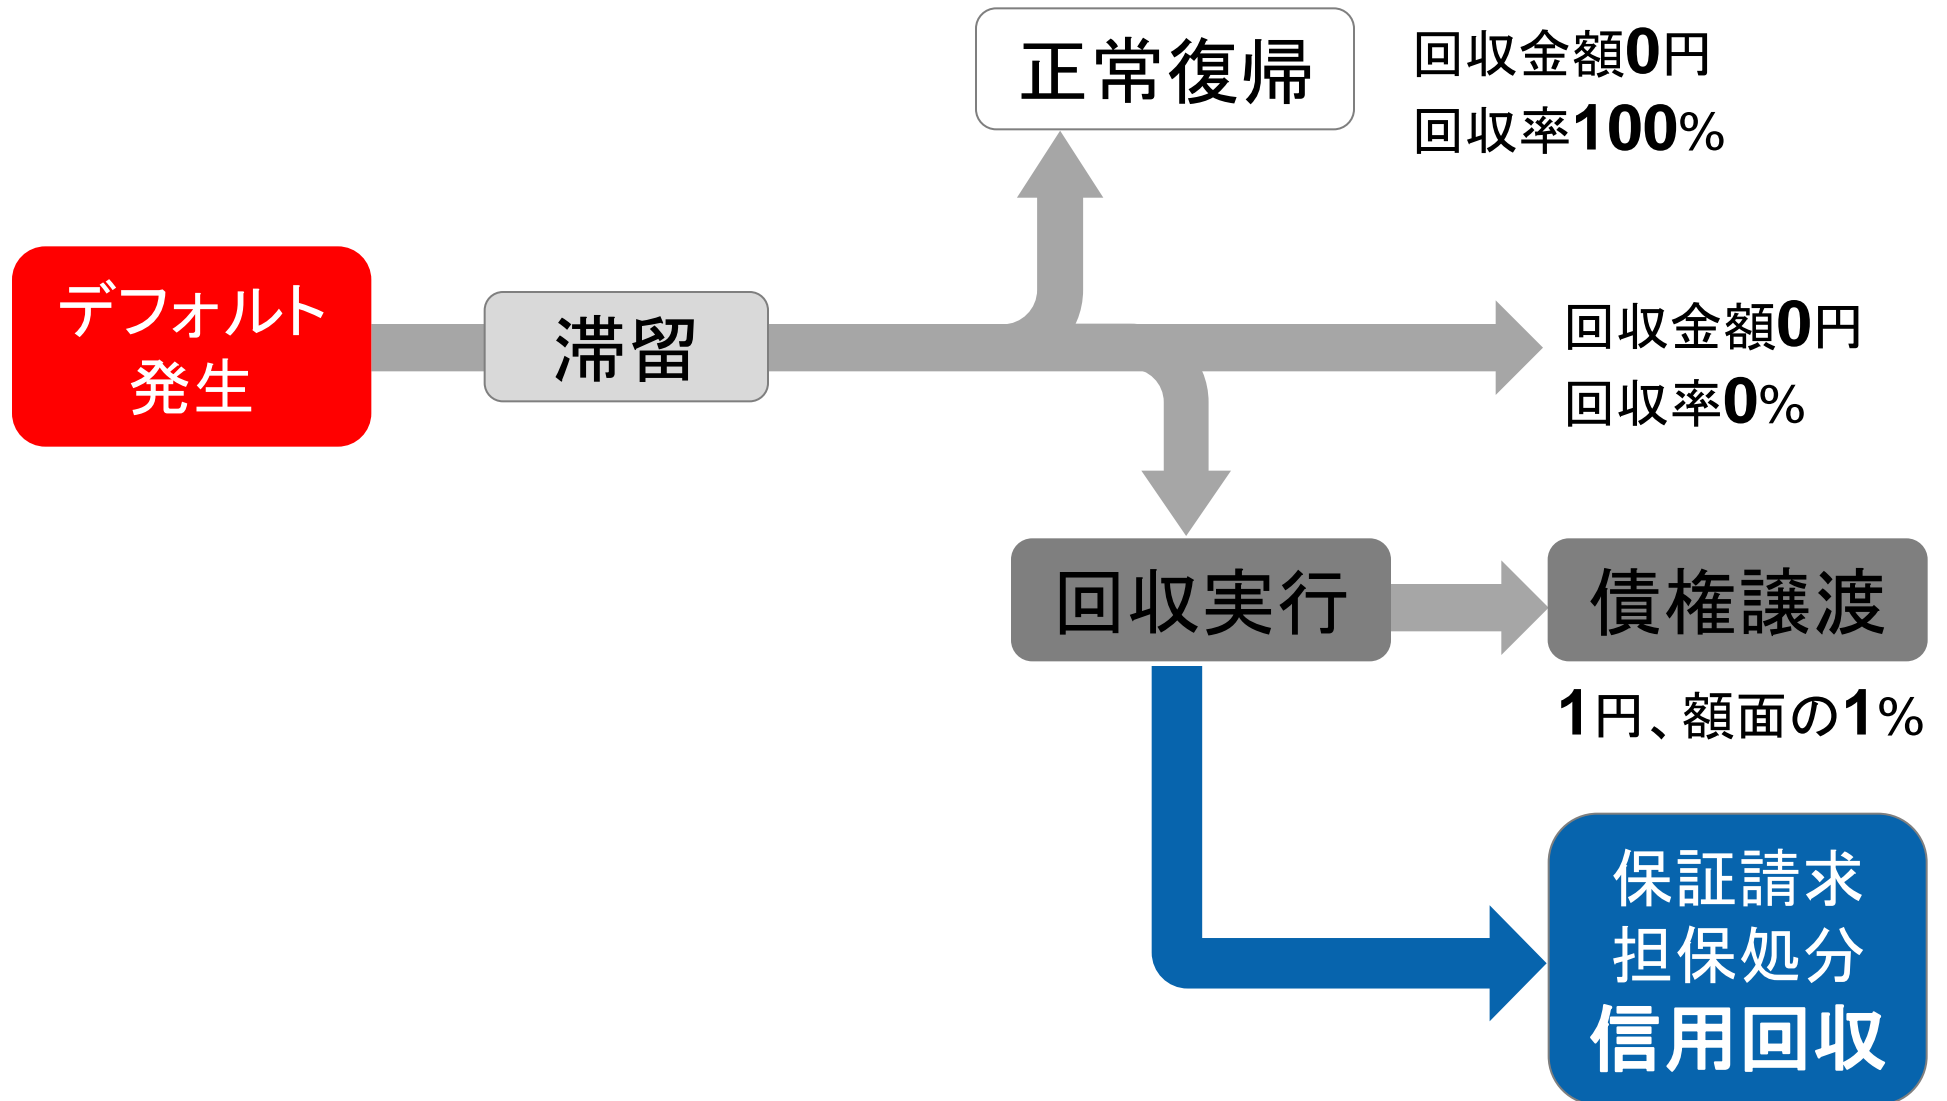 正常復帰
回収金額0円
回収率100%
デフォルト
発生
滞留
回収金額0円
回収率0%
回収実行
債権譲渡
1円、額面の1%
保証請求
担保処分
信用回収